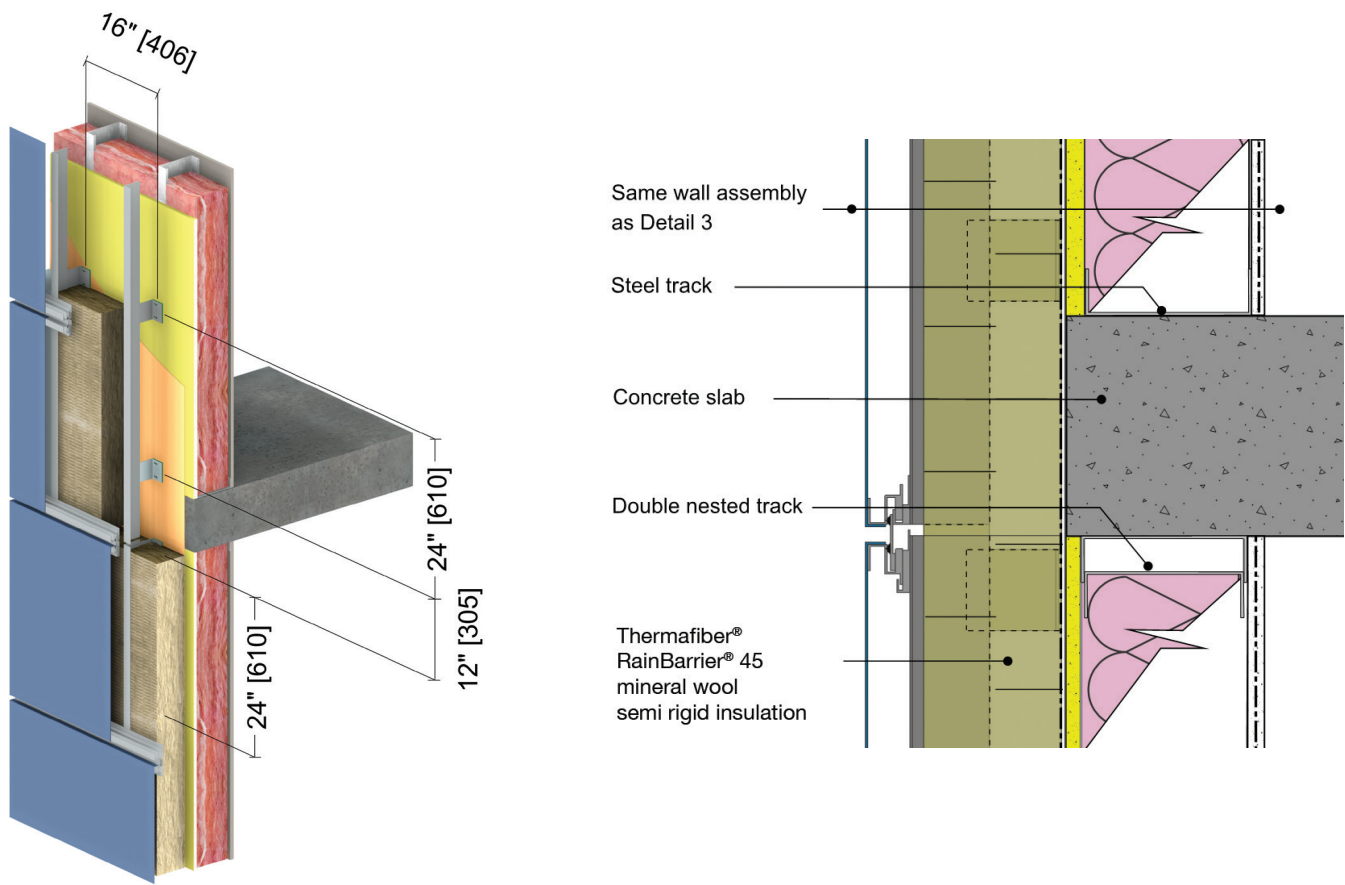 16" [406]
24" [610]
12" [305]
24" [610]
Same wall assembly
as Detail 3
Steel track
Concrete slab
Double nested track
Thermafiber®
RainBarrier® 45
mineral wool
semi rigid insulation